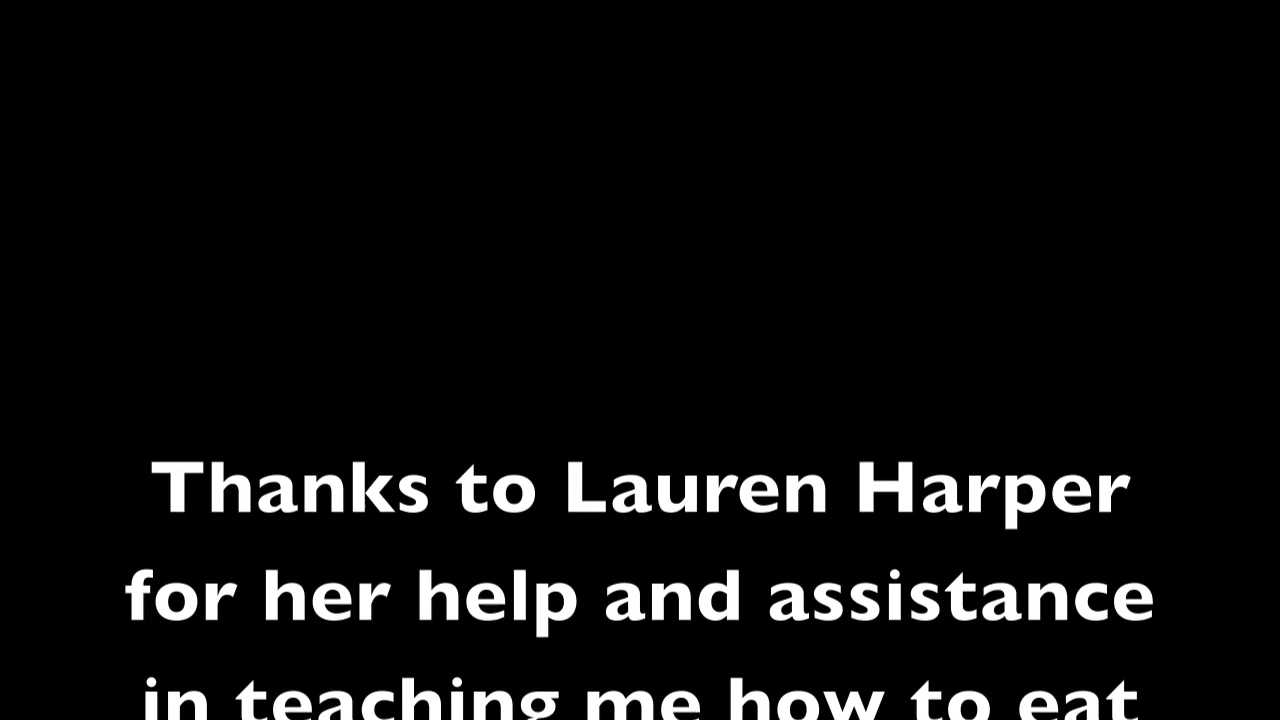 Thanks to Lauren Harper
for her help and assistance
in teaching me how to eat